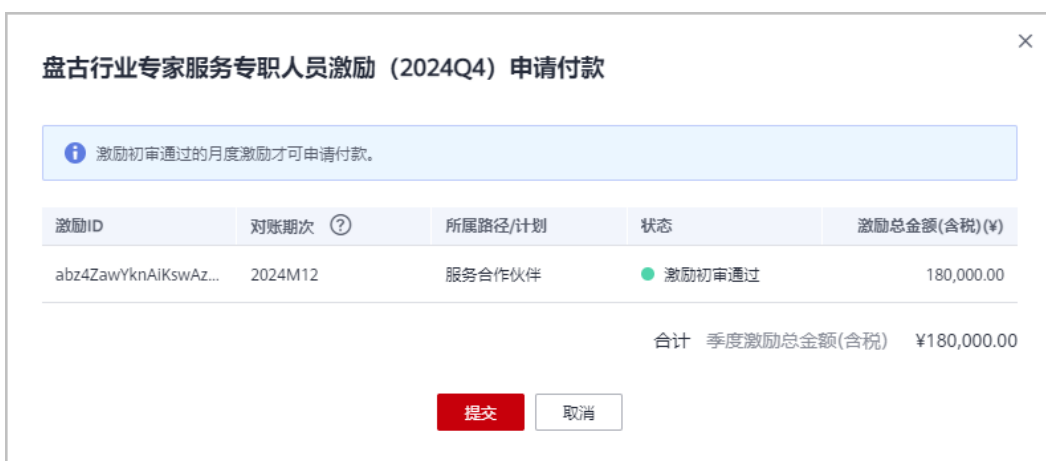 盘古行业专家服务专职人员激励（2024Q4）申请付款
激励初审通过的月度激励才可申请付款。
激励ID 对账期次 所属路径/计划 状态 激励总金额(含税)(¥)
abz4ZawYknAiKswAz... 2024M12 服务合作伙伴 激励初审通过 180,000.00
合计 季度激励总金额(含税) ¥180,000.00
提交 取消